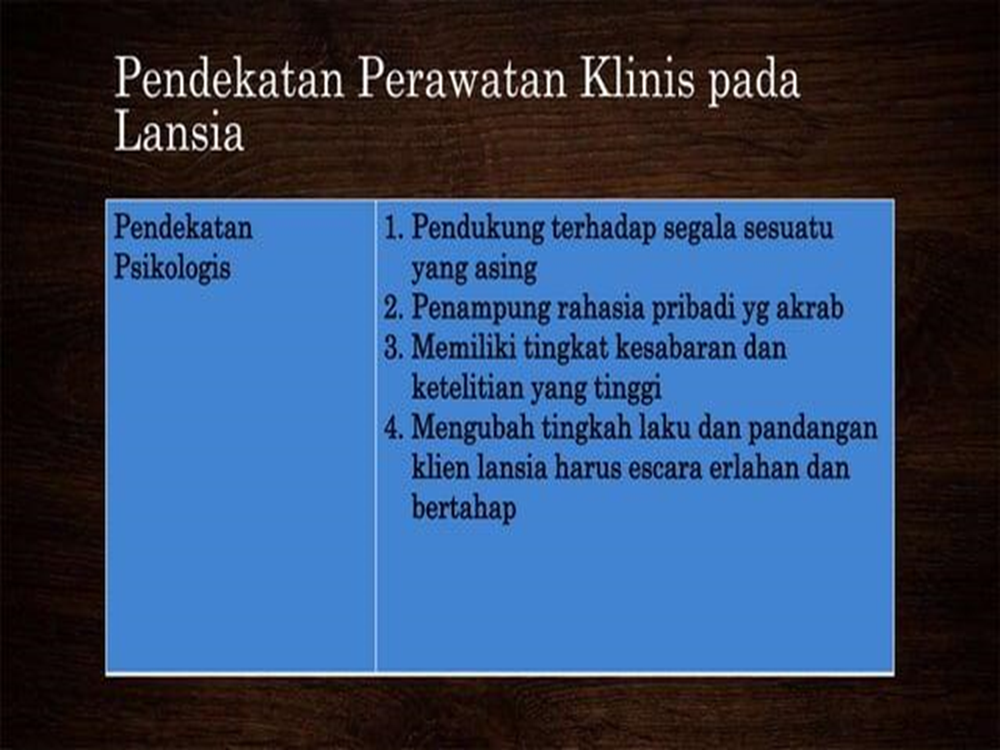 Pendekatan Perawatan Klinis pada
Lansia
Pendekatan
Psikologis
1. Pendukung terhadap segala sesuatu
yang asing
2. Penampung rahasia pribadi yg akrab
3. Memiliki tingkat kesabaran dan
ketelitian yang tinggi
4. Mengubah tingkah laku dan pandangan
klien lansia harus escara erlahan dan
bertahap